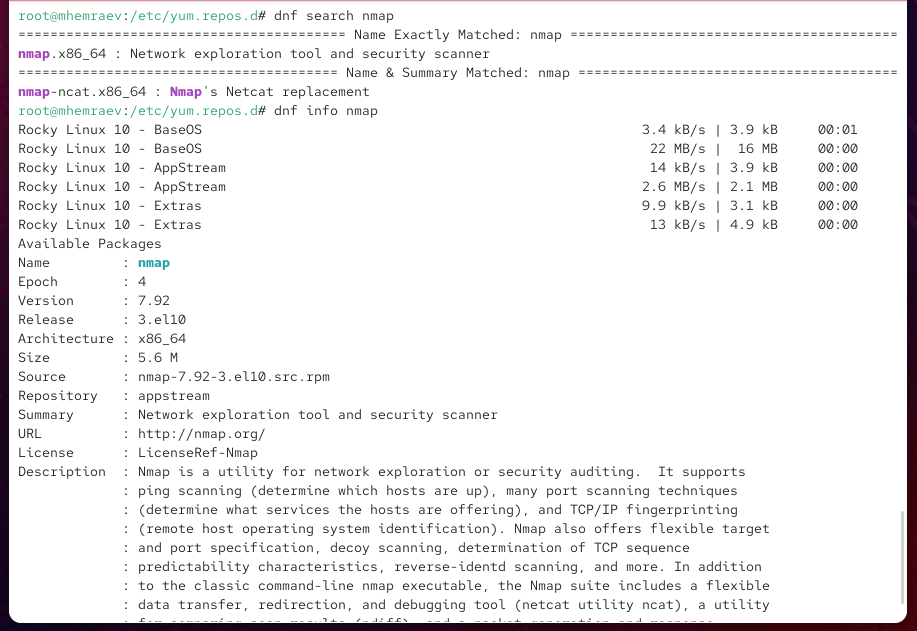 root@mhemraev:/etc/yum.repos.d# dnf search nmap
========================================= Name Exactly Matched: nmap =========================================
nmap.x86_64 : Network exploration tool and security scanner
======================================== Name & Summary Matched: nmap ========================================
nmap-ncat.x86_64 : Nmap's Netcat replacement
root@mhemraev:/etc/yum.repos.d# dnf info nmap
Rocky Linux 10 - BaseOS                                                       3.4 kB/s | 3.9 kB     00:01
Rocky Linux 10 - BaseOS                                                        22 MB/s |  16 MB     00:00
Rocky Linux 10 - AppStream                                                     14 kB/s | 3.9 kB     00:00
Rocky Linux 10 - AppStream                                                    2.6 MB/s | 2.1 MB     00:00
Rocky Linux 10 - Extras                                                       9.9 kB/s | 3.1 kB     00:00
Rocky Linux 10 - Extras                                                        13 kB/s | 4.9 kB     00:00
Available Packages
Name         : nmap
Epoch        : 4
Version      : 7.92
Release      : 3.el10
Architecture : x86_64
Size         : 5.6 M
Source       : nmap-7.92-3.el10.src.rpm
Repository   : appstream
Summary      : Network exploration tool and security scanner
URL          : http://nmap.org/
License      : LicenseRef-Nmap
Description  : Nmap is a utility for network exploration or security auditing.  It supports
             : ping scanning (determine which hosts are up), many port scanning techniques
             : (determine what services the hosts are offering), and TCP/IP fingerprinting
             : (remote host operating system identification). Nmap also offers flexible target
             : and port specification, decoy scanning, determination of TCP sequence
             : predictability characteristics, reverse-identd scanning, and more. In addition
             : to the classic command-line nmap executable, the Nmap suite includes a flexible
             : data transfer, redirection, and debugging tool (netcat utility ncat), a utility